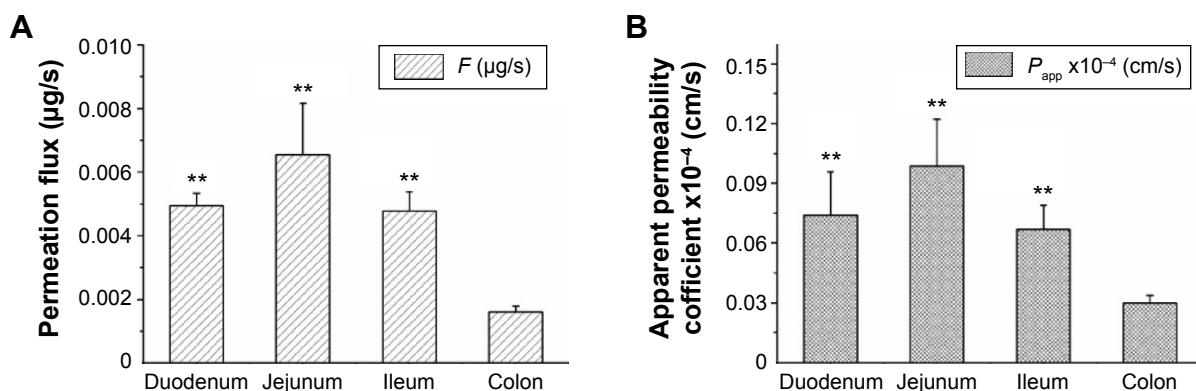 A
Permeation flux (µg/s)
0.010
0.008
0.006
0.004
0.002
0
F (µg/s)
**
**
**
Duodenum Jejunum Ileum Colon
B
Apparent permeability
cofficient x10⁻⁴ (cm/s)
0.15
0.12
0.09
0.06
0.03
0
Papp x10⁻⁴ (cm/s)
**
**
**
Duodenum Jejunum Ileum Colon